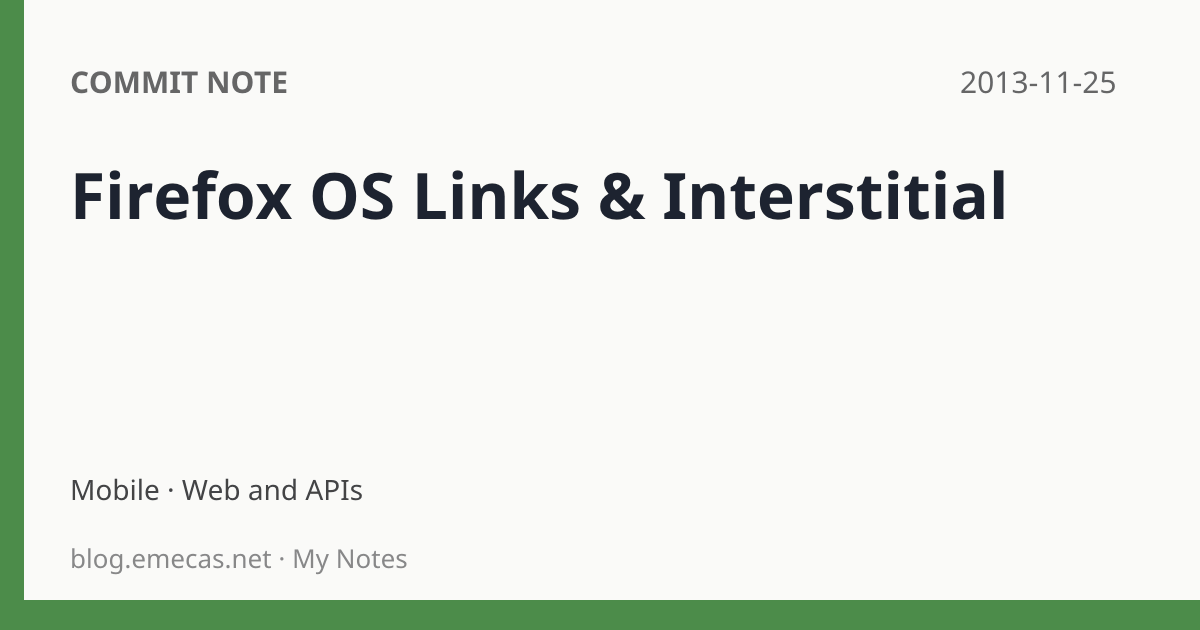 COMMIT NOTE
2013-11-25
Firefox OS Links & Interstitial
Mobile · Web and APIs
blog.emecas.net · My Notes